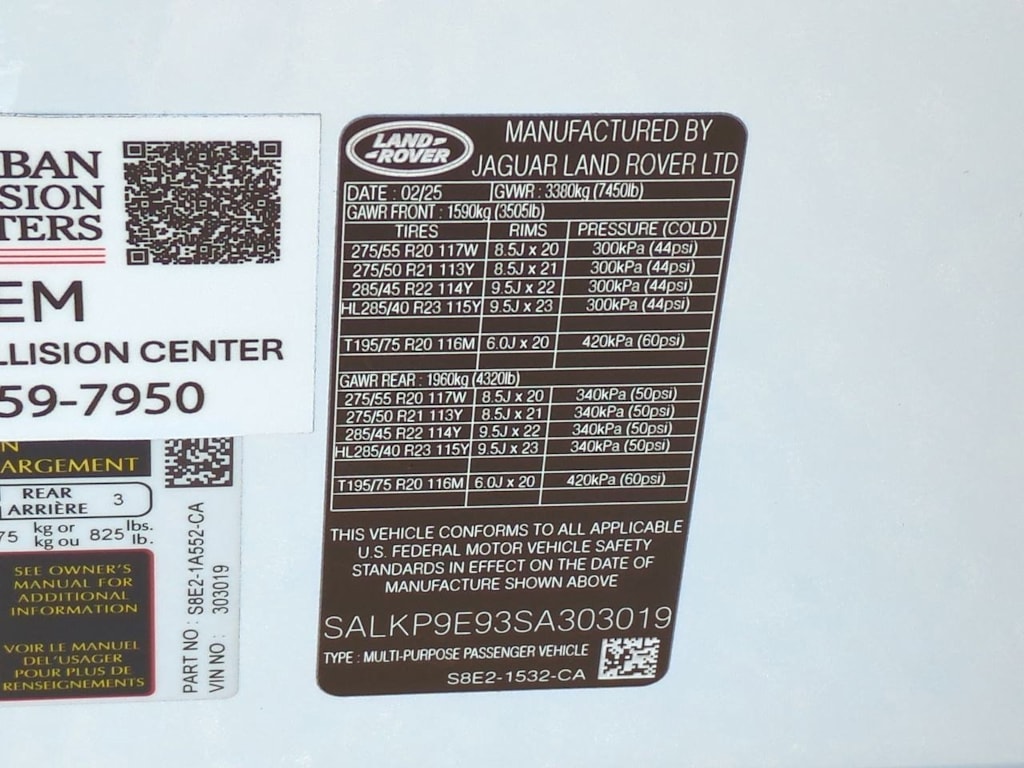 BAN
SION
TERS
EM
LLISION CENTER
59-7950
ARGEMENT
REAR
ARRIÈRE 3
75 kg or 825 lbs.
kg ou lb.
SEE OWNER'S
MANUAL FOR
ADDITIONAL
INFORMATION
VOIR LE MANUEL
DEL'USAGER
POUR PLUS DE
RENSEIGNEMENTS
PART NO : S8E2-1A552-CA
VIN NO : 303019
LAND-
-ROVER
MANUFACTURED BY
JAGUAR LAND ROVER LTD
DATE : 02/25 GVWR : 3380kg (7450lb)
GAWR FRONT : 1590kg (3505lb)
TIRES RIMS PRESSURE (COLD)
275/55 R20 117W 8.5J x 20 300kPa (44psi)
275/50 R21 113Y 8.5J x 21 300kPa (44psi)
285/45 R22 114Y 9.5J x 22 300kPa (44psi)
HL285/40 R23 115Y 9.5J x 23 300kPa (44psi)
T195/75 R20 116M 6.0J x 20 420kPa (60psi)
GAWR REAR : 1960kg (4320lb)
275/55 R20 117W 8.5J x 20 340kPa (50psi)
275/50 R21 113Y 8.5J x 21 340kPa (50psi)
285/45 R22 114Y 9.5J x 22 340kPa (50psi)
HL285/40 R23 115Y 9.5J x 23 340kPa (50psi)
T195/75 R20 116M 6.0J x 20 420kPa (60psi)
THIS VEHICLE CONFORMS TO ALL APPLICABLE
U.S. FEDERAL MOTOR VEHICLE SAFETY
STANDARDS IN EFFECT ON THE DATE OF
MANUFACTURE SHOWN ABOVE
SALKP9E93SA303019
TYPE : MULTI-PURPOSE PASSENGER VEHICLE
S8E2-1532-CA